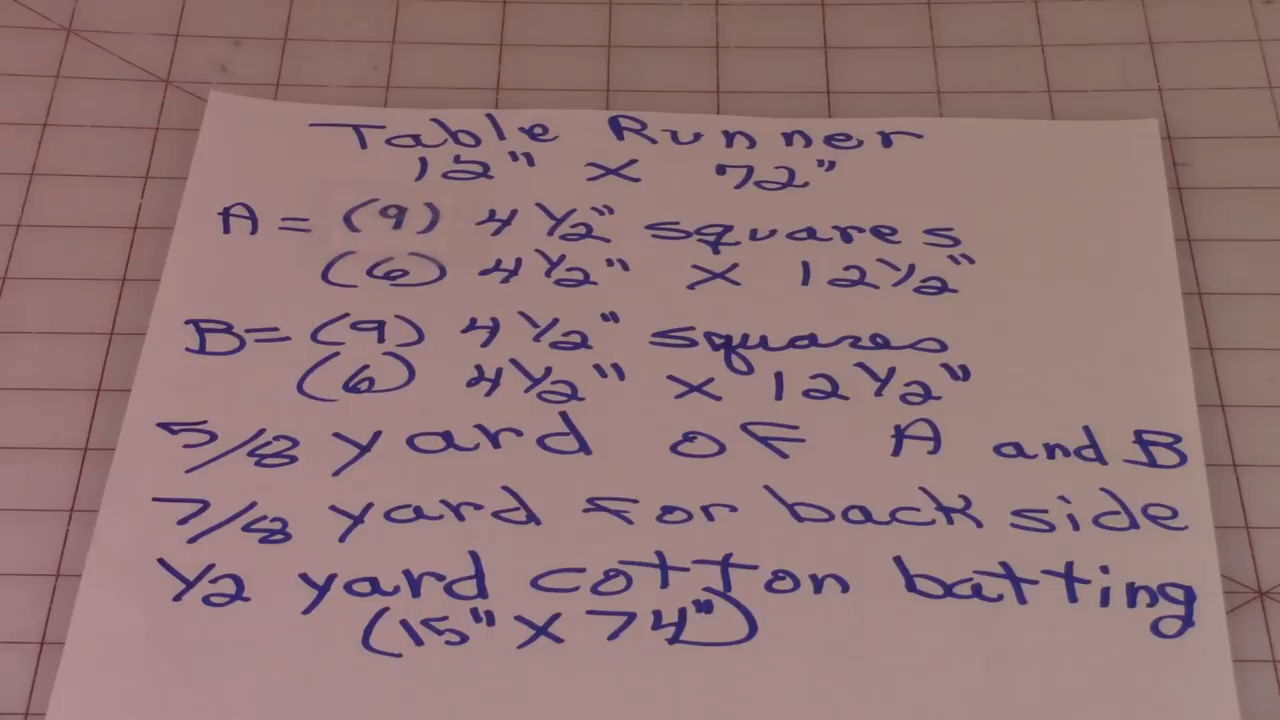 Table Runner
12" x 72"
A = (9) 4 1/2" squares
(6) 4 1/2" x 12 1/2"
B = (9) 4 1/2" squares
(6) 4 1/2" x 12 1/2"
5/8 yard of A and B
7/8 yard for back side
1/2 yard cotton batting
(15" x 74")